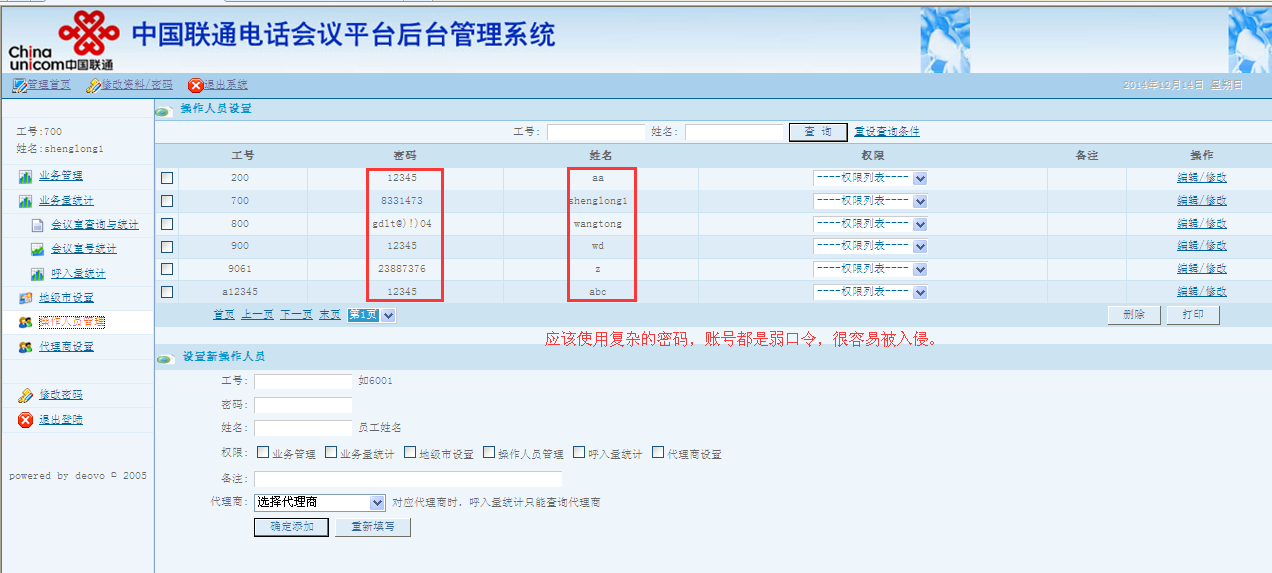 China unicom中国联通
中国联通电话会议平台后台管理系统
管理首页 修改资料/密码 退出系统 2014年12月14日 星期日
工号:700
姓名:shenglong1
业务管理
业务量统计
会议室查询与统计
会议室号统计
呼入量统计
地级市设置
操作人员管理
代理商设置
修改密码
退出登陆
powered by deovo © 2005
操作人员设置
工号: 姓名: 查 询 重设查询条件
工号 密码 姓名 权限 备注 操作
200 12345 aa ----权限列表---- 编辑/修改
700 8331473 shenglong1 ----权限列表---- 编辑/修改
800 gdlt@)!)04 wangtong ----权限列表---- 编辑/修改
900 12345 wd ----权限列表---- 编辑/修改
9061 23887376 z ----权限列表---- 编辑/修改
a12345 12345 abc ----权限列表---- 编辑/修改
首页 上一页 下一页 末页 第1页 删除 打印
应该使用复杂的密码，账号都是弱口令，很容易被入侵。
设置新操作人员
工号: 如6001
密码:
姓名: 员工姓名
权限: 业务管理 业务量统计 地级市设置 操作人员管理 呼入量统计 代理商设置
备注:
代理商: 选择代理商 对应代理商时，呼入量统计只能查询代理商
确定添加 重新填写